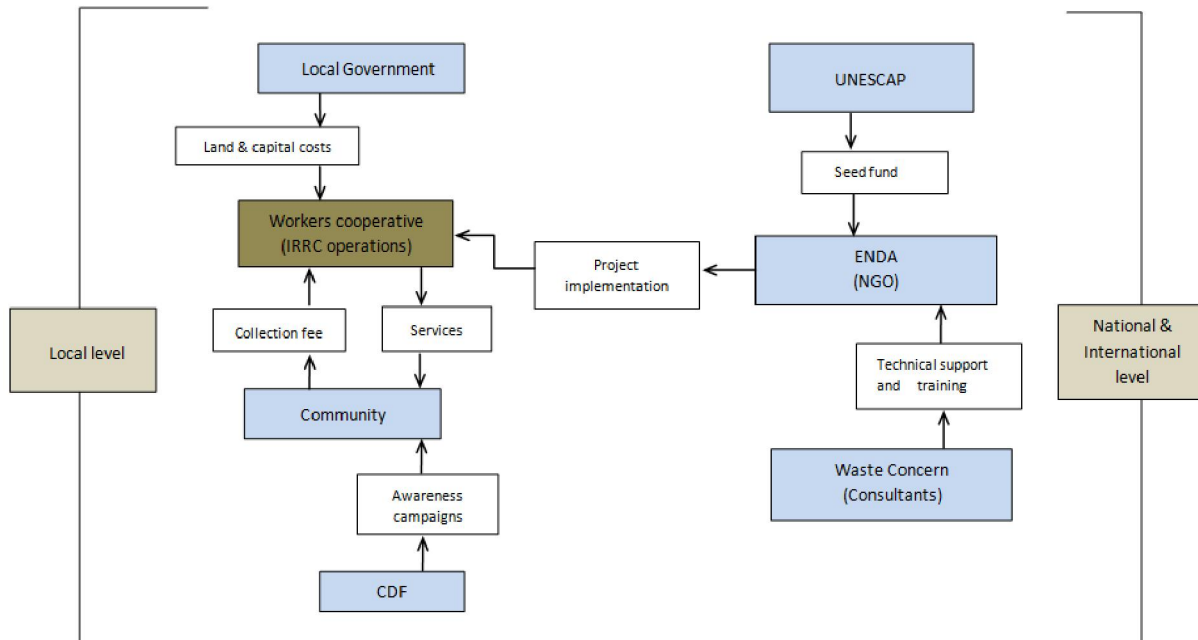 Local Government
UNESCAP
Land & capital costs
Seed fund
Workers cooperative
(IRRC operations)
ENDA
(NGO)
Project
implementation
Collection fee
Services
Local level
National &
International
level
Technical support
and training
Community
Waste Concern
(Consultants)
Awareness
campaigns
CDF